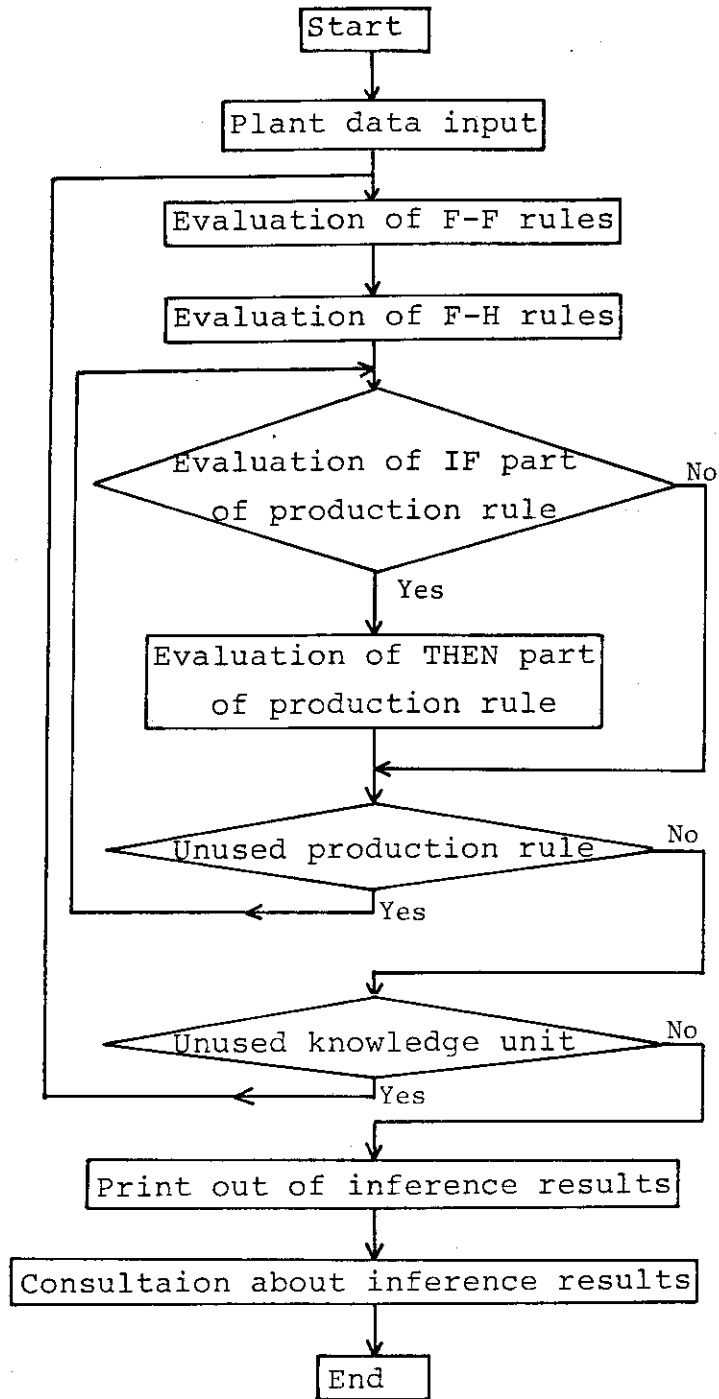 Start
Plant data input
Evaluation of F-F rules
Evaluation of F-H rules
Evaluation of IF part
of production rule
No
Yes
Evaluation of THEN part
of production rule
Unused production rule
No
Yes
Unused knowledge unit
No
Yes
Print out of inference results
Consultaion about inference results
End